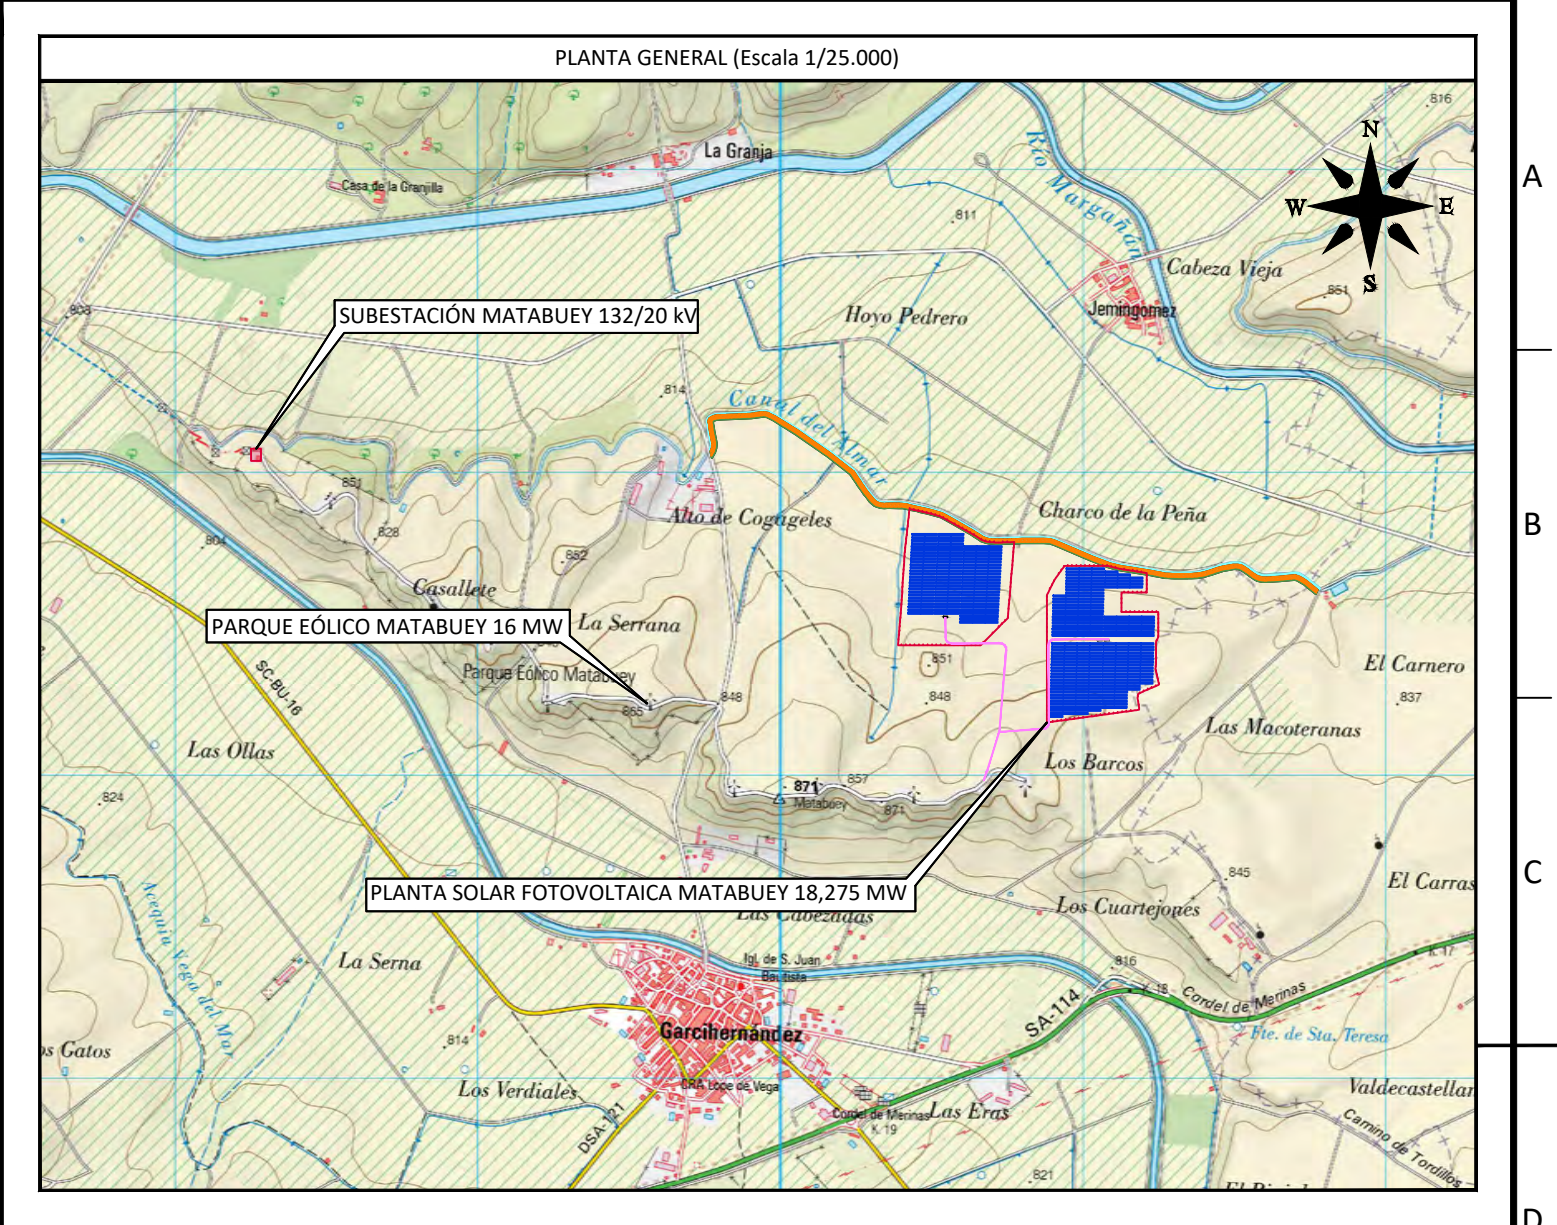 PLANTA GENERAL (Escala 1/25.000)
A
B
C
D
N
W
E
S
816
La Granja
Casa de la Granjilla
Río Margañán
811
Cabeza Vieja
851
808
SUBESTACIÓN MATABUEY 132/20 kV
Hoyo Pedrero
Jemingómez
814
Canal del Almar
851
828
804
Alto de Cogageles
Charco de la Peña
852
Casallete
PARQUE EÓLICO MATABUEY 16 MW
La Serrana
Parque Eólico Matabuey
851
El Carnero
SC-BU-16
865
848
848
837
Las Macoteranas
Las Ollas
Los Barcos
857
871
Matabuey
871
824
845
El Carras
PLANTA SOLAR FOTOVOLTAICA MATABUEY 18,275 MW
Las Cabezadas
Los Cuartejones
Acequia Vega del Mar
La Serna
Igl. de S. Juan
Bautista
816
K. 17
K. 18
Cordel de Merinas
SA-114
Garcihernández
Fte. de Sta. Teresa
814
os Gatos
Los Verdiales
CRA Lope de Vega
Valdecastellan
Cordel de Merinas
K. 19
Las Eras
DSA-121
Camino de Tordillos
821